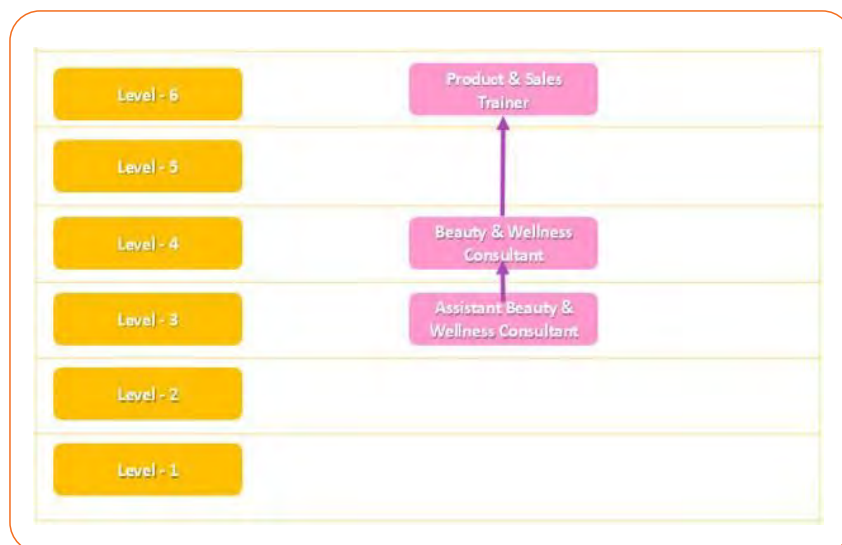 Level - 6
Product & Sales
Trainer
Level - 5
Level - 4
Beauty & Wellness
Consultant
Level - 3
Assistant Beauty &
Wellness Consultant
Level - 2
Level - 1